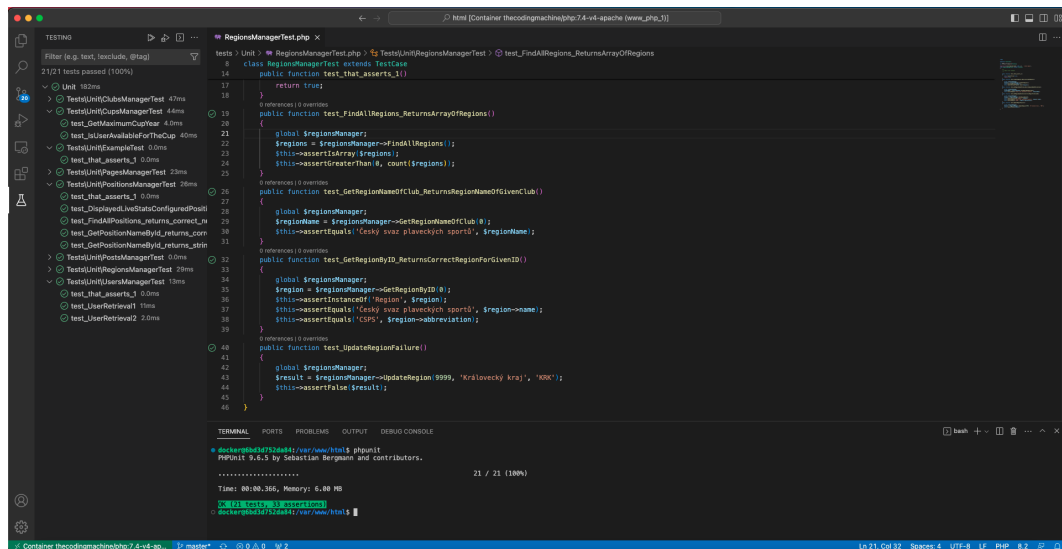 html [Container thecodingmachine/php:7.4-v4-apache (www_php_1)]
TESTING
Filter (e.g. text, !exclude, @tag)
21/21 tests passed (100%)
Unit 182ms
Tests\Unit\ClubsManagerTest 47ms
Tests\Unit\CupsManagerTest 44ms
test_GetMaximumCupYear 4.0ms
test_IsUserAvailableForTheCup 40ms
Tests\Unit\ExampleTest 0.0ms
test_that_asserts_1 0.0ms
Tests\Unit\PagesManagerTest 23ms
Tests\Unit\PositionsManagerTest 26ms
test_that_asserts_1 0.0ms
test_DisplayedLiveStatsConfiguredPositi
test_FindAllPositions_returns_correct_n
test_GetPositionNameById_returns_corr
test_GetPositionNameById_returns_strin
Tests\Unit\PostsManagerTest 0.0ms
Tests\Unit\RegionsManagerTest 29ms
Tests\Unit\UsersManagerTest 13ms
test_that_asserts_1 0.0ms
test_UserRetrieval1 11ms
test_UserRetrieval2 2.0ms
20
RegionsManagerTest.php
tests > Unit > RegionsManagerTest.php > Tests\Unit\RegionsManagerTest > test_FindAllRegions_ReturnsArrayOfRegions
8 class RegionsManagerTest extends TestCase
14 public function test_that_asserts_1()
17 return true;
18 }
0 references | 0 overrides
19 public function test_FindAllRegions_ReturnsArrayOfRegions()
20 {
21 global $regionsManager;
22 $regions = $regionsManager->FindAllRegions();
23 $this->assertIsArray($regions);
24 $this->assertGreaterThan(0, count($regions));
25 }
0 references | 0 overrides
26 public function test_GetRegionNameOfClub_ReturnsRegionNameOfGivenClub()
27 {
28 global $regionsManager;
29 $regionName = $regionsManager->GetRegionNameOfClub(0);
30 $this->assertEquals('Český svaz plaveckých sportů', $regionName);
31 }
0 references | 0 overrides
32 public function test_GetRegionByID_ReturnsCorrectRegionForGivenID()
33 {
34 global $regionsManager;
35 $region = $regionsManager->GetRegionByID(0);
36 $this->assertInstanceOf('Region', $region);
37 $this->assertEquals('Český svaz plaveckých sportů', $region->name);
38 $this->assertEquals('CSPS', $region->abbreviation);
39 }
0 references | 0 overrides
40 public function test_UpdateRegionFailure()
41 {
42 global $regionsManager;
43 $result = $regionsManager->UpdateRegion(9999, 'Královecký kraj', 'KRK');
44 $this->assertFalse($result);
45 }
46 }
TERMINAL PORTS PROBLEMS OUTPUT DEBUG CONSOLE
bash
docker@6bd3d752da84:/var/www/html$ phpunit
PHPUnit 9.6.5 by Sebastian Bergmann and contributors.
..................... 21 / 21 (100%)
Time: 00:00.366, Memory: 6.00 MB
OK (21 tests, 33 assertions)
docker@6bd3d752da84:/var/www/html$
Container thecodingmachine/php:7.4-v4-ap... master* 0 0 2 Ln 21, Col 32 Spaces: 4 UTF-8 LF PHP 8.2